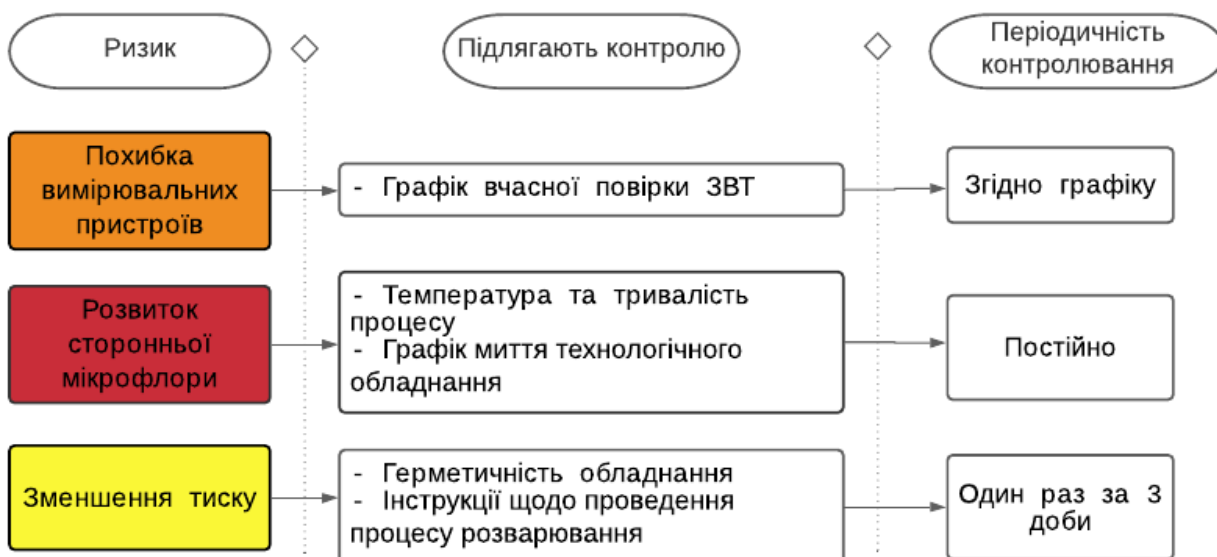 Ризик
Підлягають контролю
Періодичність
контролювання
Похибка
вимірювальних
пристроїв
- Графік вчасної повірки ЗВТ
Згідно графіку
Розвиток
сторонньої
мікрофлори
- Температура та тривалість
процесу
- Графік миття технологічного
обладнання
Постійно
Зменшення тиску
- Герметичність обладнання
- Інструкції щодо проведення
процесу розварювання
Один раз за 3
доби